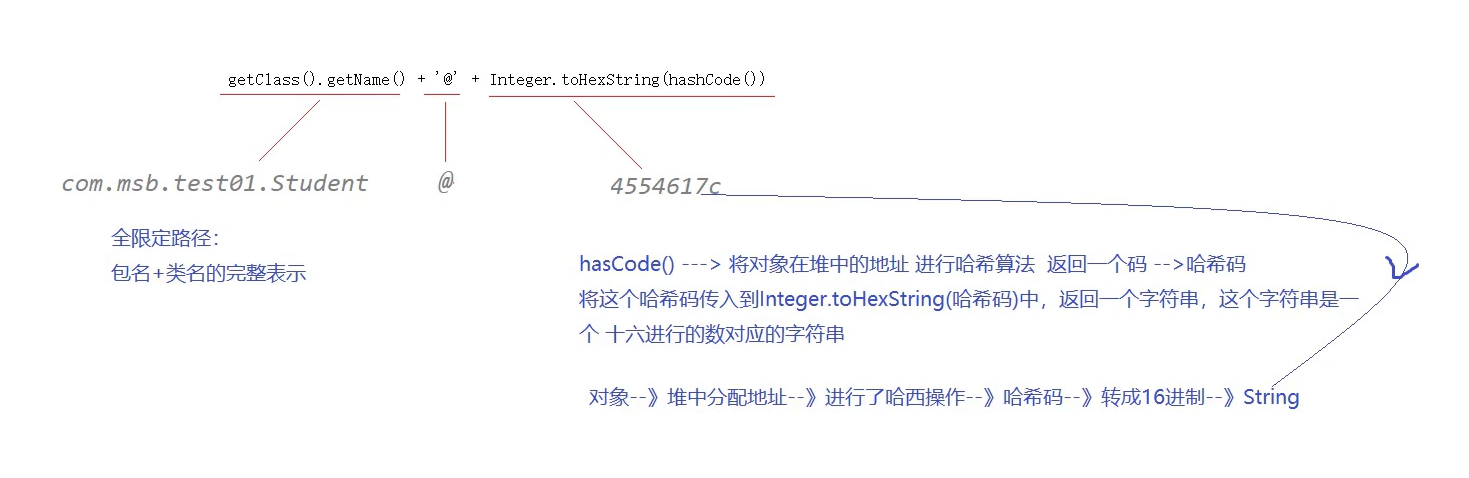 getClass().getName() + '@' + Integer.toHexString(hashCode())
com.msb.test01.Student @ 4554617c
全限定路径：
包名+类名的完整表示
hasCode() ---> 将对象在堆中的地址 进行哈希算法 返回一个码 -->哈希码
将这个哈希码传入到Integer.toHexString(哈希码)中，返回一个字符串，这个字符串是一
个 十六进行的数对应的字符串
对象--》堆中分配地址--》进行了哈西操作--》哈希码--》转成16进制--》String